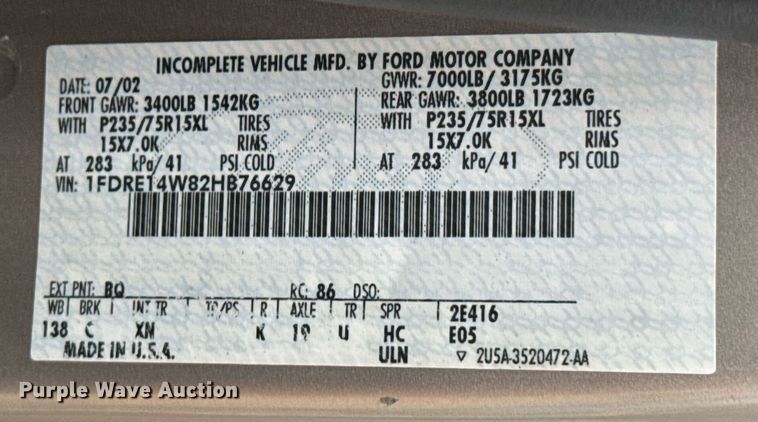 INCOMPLETE VEHICLE MFD. BY FORD MOTOR COMPANY
DATE: 07/02 GVWR: 7000LB/ 3175KG
FRONT GAWR: 3400LB 1542KG REAR GAWR: 3800LB 1723KG
WITH P235/75R15XL TIRES WITH P235/75R15XL TIRES
15X7.0K RIMS 15X7.0K RIMS
AT 283 kPa/41 PSI COLD AT 283 kPa/41 PSI COLD
VIN: 1FDRE14W82HB76629
EXT PNT: BQ RC: 86 DSO:
WB BRK INT TR TP/PS R AXLE TR SPR 2E416
138 C XN K 19 U HC E05
MADE IN U.S.A. ULN ▽ 2U5A-3520472-AA
Purple Wave Auction